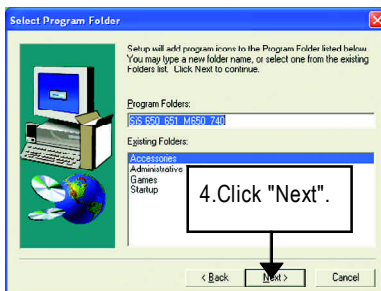 Select Program Folder
Setup will add program icons to the Program Folder listed below.
You may type a new folder name, or select one from the existing
Folders list. Click Next to continue.
Program Folders:
SiS 650_651_M650_740
Existing Folders:
Accessories
Administrative
Games
Startup
4.Click "Next".
< Back
Next >
Cancel